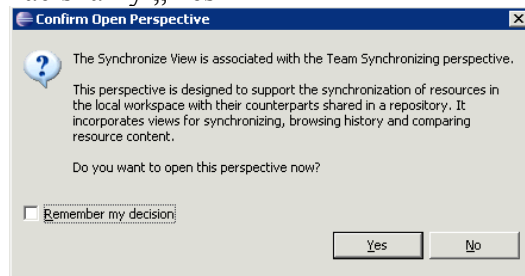 Confirm Open Perspective
The Synchronize View is associated with the Team Synchronizing perspective.
This perspective is designed to support the synchronization of resources in
the local workspace with their counterparts shared in a repository. It
incorporates views for synchronizing, browsing history and comparing
resource content.
Do you want to open this perspective now?
Remember my decision
Yes No